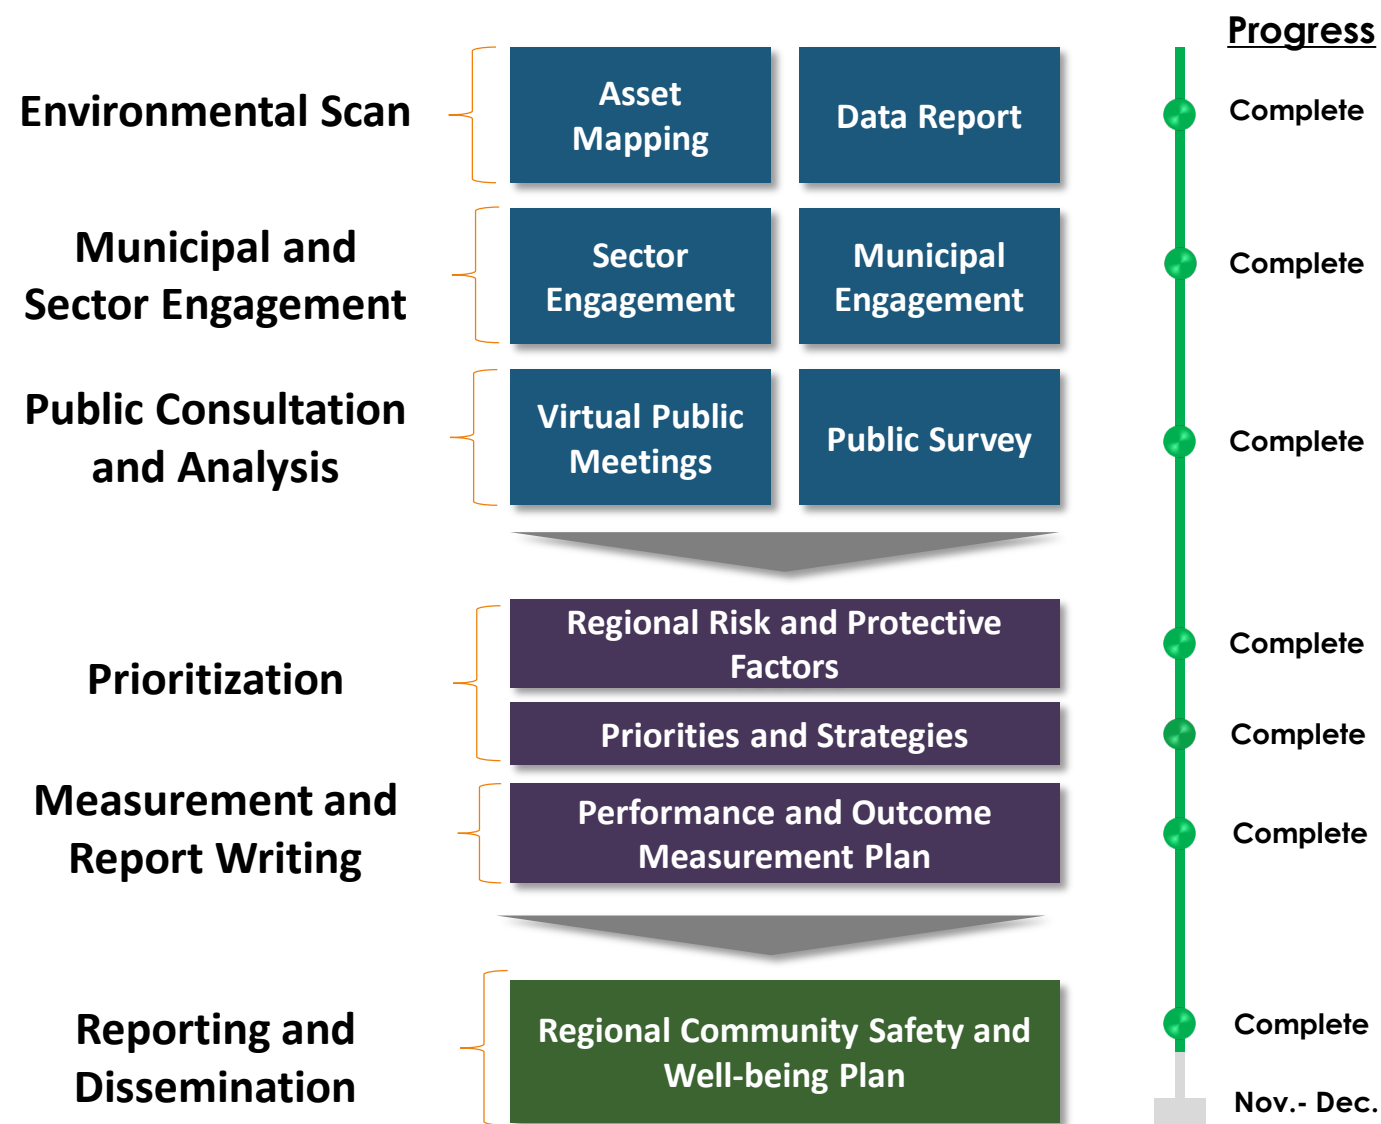 Progress
Environmental Scan
Asset
Mapping
Data Report
Complete
Municipal and
Sector Engagement
Sector
Engagement
Municipal
Engagement
Complete
Public Consultation
and Analysis
Virtual Public
Meetings
Public Survey
Complete
Prioritization
Regional Risk and Protective
Factors
Complete
Priorities and Strategies
Complete
Measurement and
Report Writing
Performance and Outcome
Measurement Plan
Complete
Reporting and
Dissemination
Regional Community Safety and
Well-being Plan
Complete
Nov.- Dec.